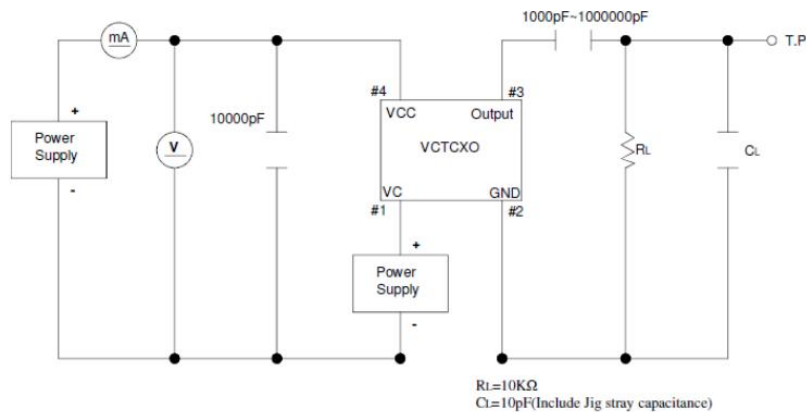 1000pF~1000000pF
mA
T.P
#4
#3
VCC
Output
10000pF
+
Power
Supply
-
V
VCTCXO
RL
CL
VC
GND
#1
#2
+
Power
Supply
-
RL=10KΩ
CL=10pF(Include Jig stray capacitance)